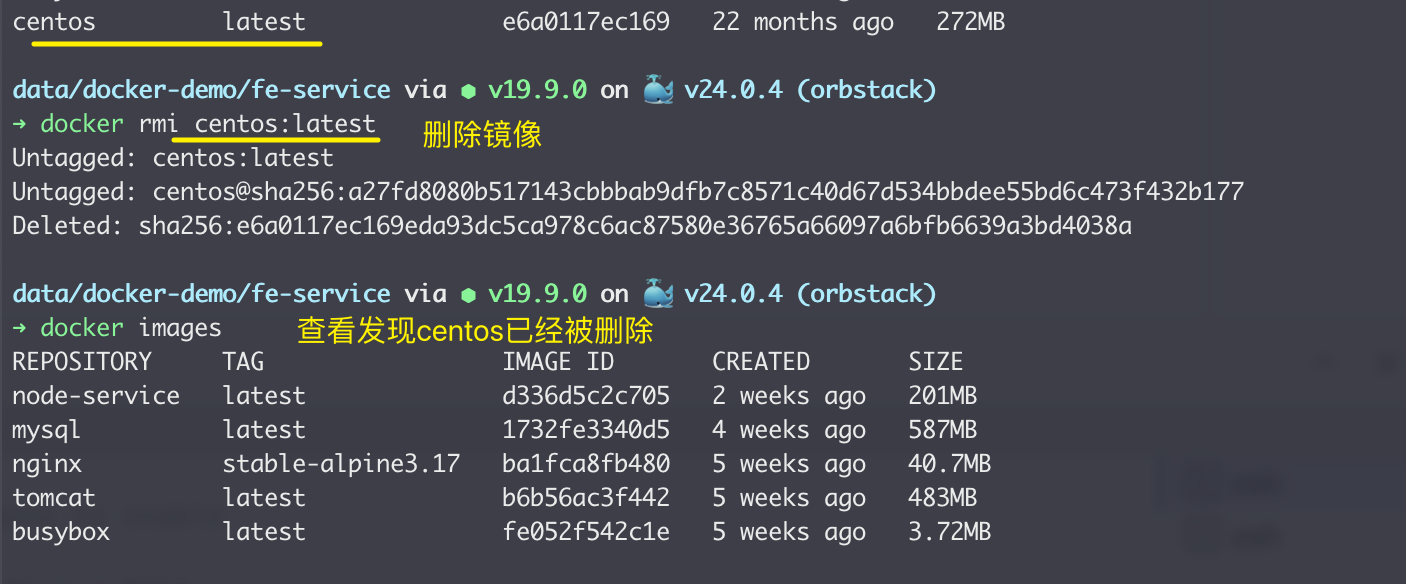 centos latest e6a0117ec169 22 months ago 272MB
data/docker-demo/fe-service via ⬢ v19.9.0 on 🐳 v24.0.4 (orbstack)
→ docker rmi centos:latest 删除镜像
Untagged: centos:latest
Untagged: centos@sha256:a27fd8080b517143cbbbab9dfb7c8571c40d67d534bbdee55bd6c473f432b177
Deleted: sha256:e6a0117ec169eda93dc5ca978c6ac87580e36765a66097a6bfb6639a3bd4038a
data/docker-demo/fe-service via ⬢ v19.9.0 on 🐳 v24.0.4 (orbstack)
→ docker images 查看发现centos已经被删除
REPOSITORY TAG IMAGE ID CREATED SIZE
node-service latest d336d5c2c705 2 weeks ago 201MB
mysql latest 1732fe3340d5 4 weeks ago 587MB
nginx stable-alpine3.17 ba1fca8fb480 5 weeks ago 40.7MB
tomcat latest b6b56ac3f442 5 weeks ago 483MB
busybox latest fe052f542c1e 5 weeks ago 3.72MB